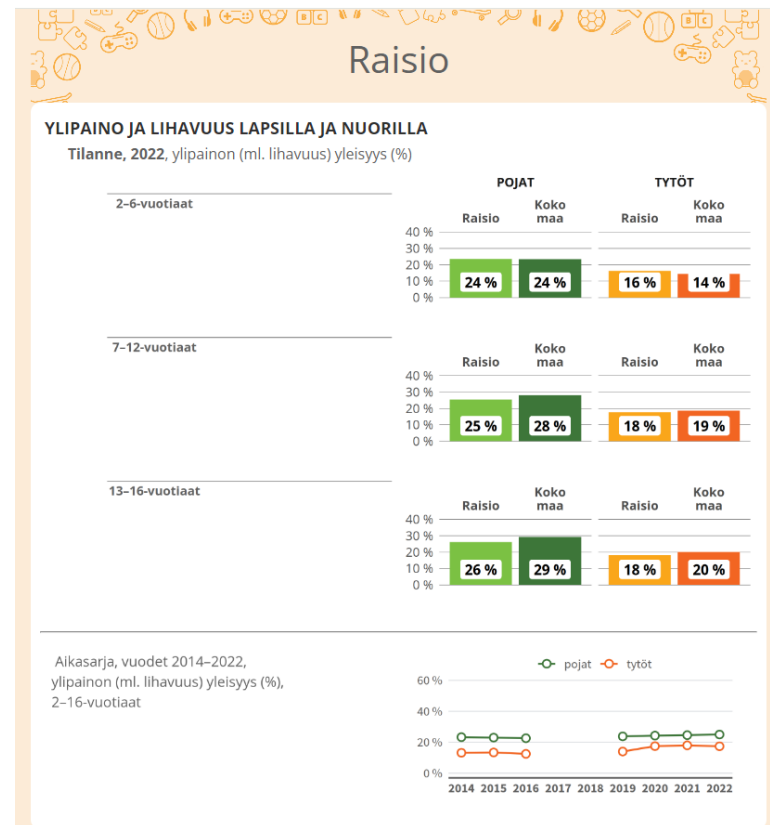 Raisio
YLIPAINO JA LIHAVUUS LAPSILLA JA NUORILLA
Tilanne, 2022, ylipainon (ml. lihavuus) yleisyys (%)
POJAT TYTÖT
2–6-vuotiaat
Raisio Koko maa Raisio Koko maa
40 %
30 %
20 %
10 %
0 %
24 % 24 % 16 % 14 %
7–12-vuotiaat
Raisio Koko maa Raisio Koko maa
40 %
30 %
20 %
10 %
0 %
25 % 28 % 18 % 19 %
13–16-vuotiaat
Raisio Koko maa Raisio Koko maa
40 %
30 %
20 %
10 %
0 %
26 % 29 % 18 % 20 %
Aikasarja, vuodet 2014–2022,
ylipainon (ml. lihavuus) yleisyys (%),
2–16-vuotiaat
pojat tytöt
60 %
40 %
20 %
0 %
2014 2015 2016 2017 2018 2019 2020 2021 2022